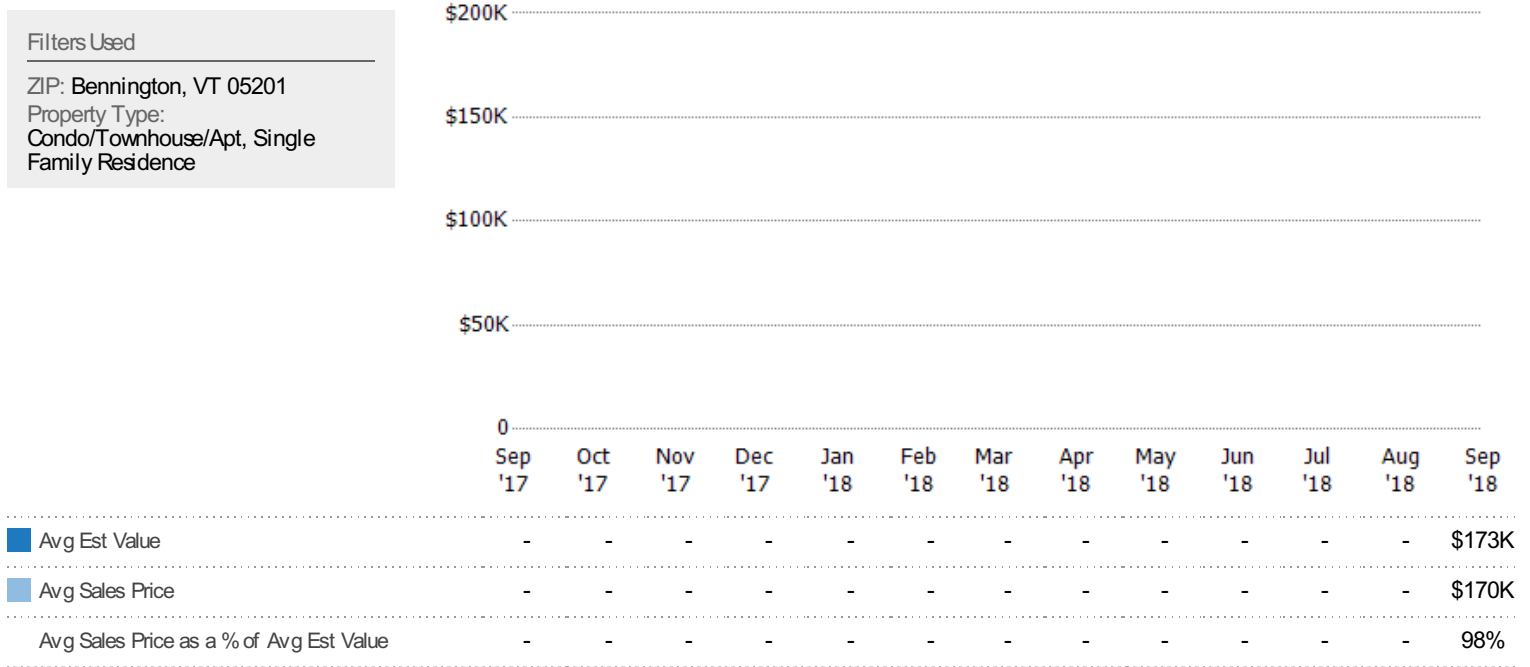 Filters Used
ZIP: Bennington, VT 05201
Property Type:
Condo/Townhouse/Apt, Single
Family Residence
$200K
$150K
$100K
$50K
0
Sep Oct Nov Dec Jan Feb Mar Apr May Jun Jul Aug Sep
'17 '17 '17 '17 '18 '18 '18 '18 '18 '18 '18 '18 '18
Avg Est Value - - - - - - - - - - - - $173K
Avg Sales Price - - - - - - - - - - - - $170K
Avg Sales Price as a % of Avg Est Value - - - - - - - - - - - - 98%